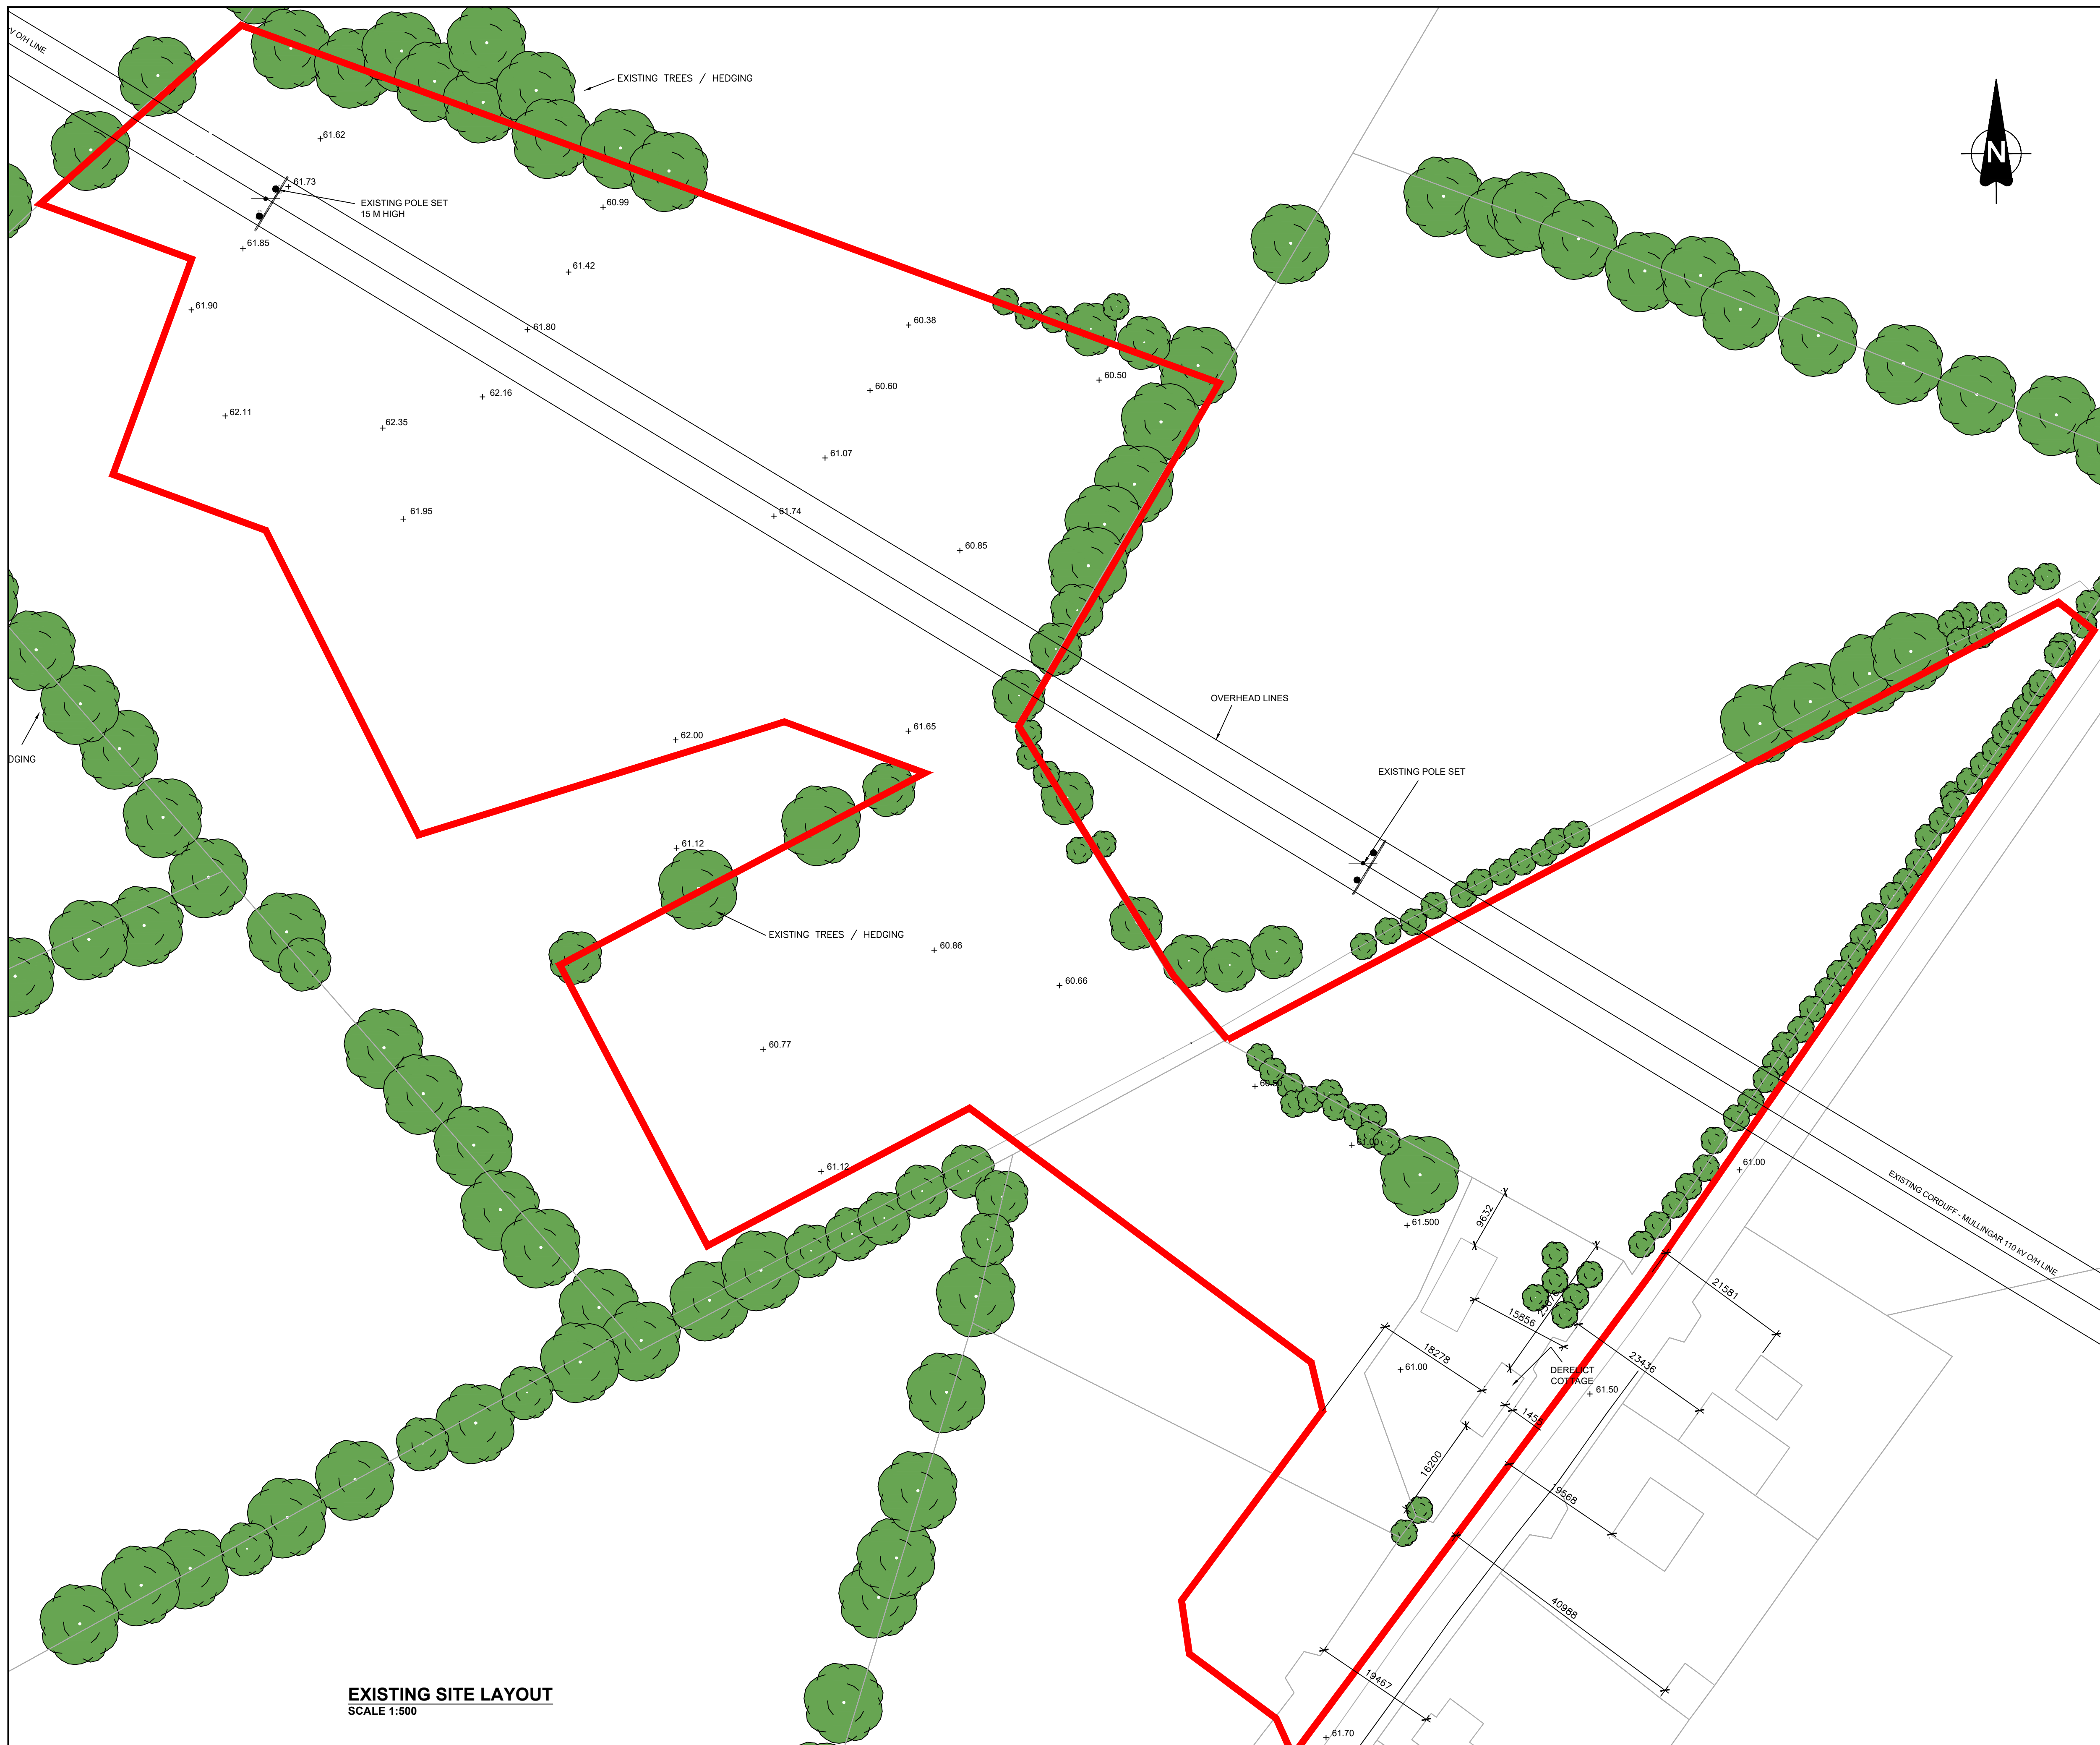 V O/H LINE
EXISTING TREES / HEDGING
N
61.62
61.73
EXISTING POLE SET
15 M HIGH
60.99
61.85
61.42
61.90
61.80
60.38
60.50
60.60
62.16
62.11
62.35
61.07
61.95
61.74
60.85
OVERHEAD LINES
61.65
62.00
DGING
EXISTING POLE SET
61.12
EXISTING TREES / HEDGING
60.86
60.66
60.77
60.80
61.00
61.12
61.00
EXISTING CORDUFF - MULLINGAR 110 kV O/H LINE
9632
61.500
21581
15856
18278
23436
61.00
DERELICT
COTTAGE
61.50
16200
19568
40988
19467
EXISTING SITE LAYOUT
SCALE 1:500
61.70